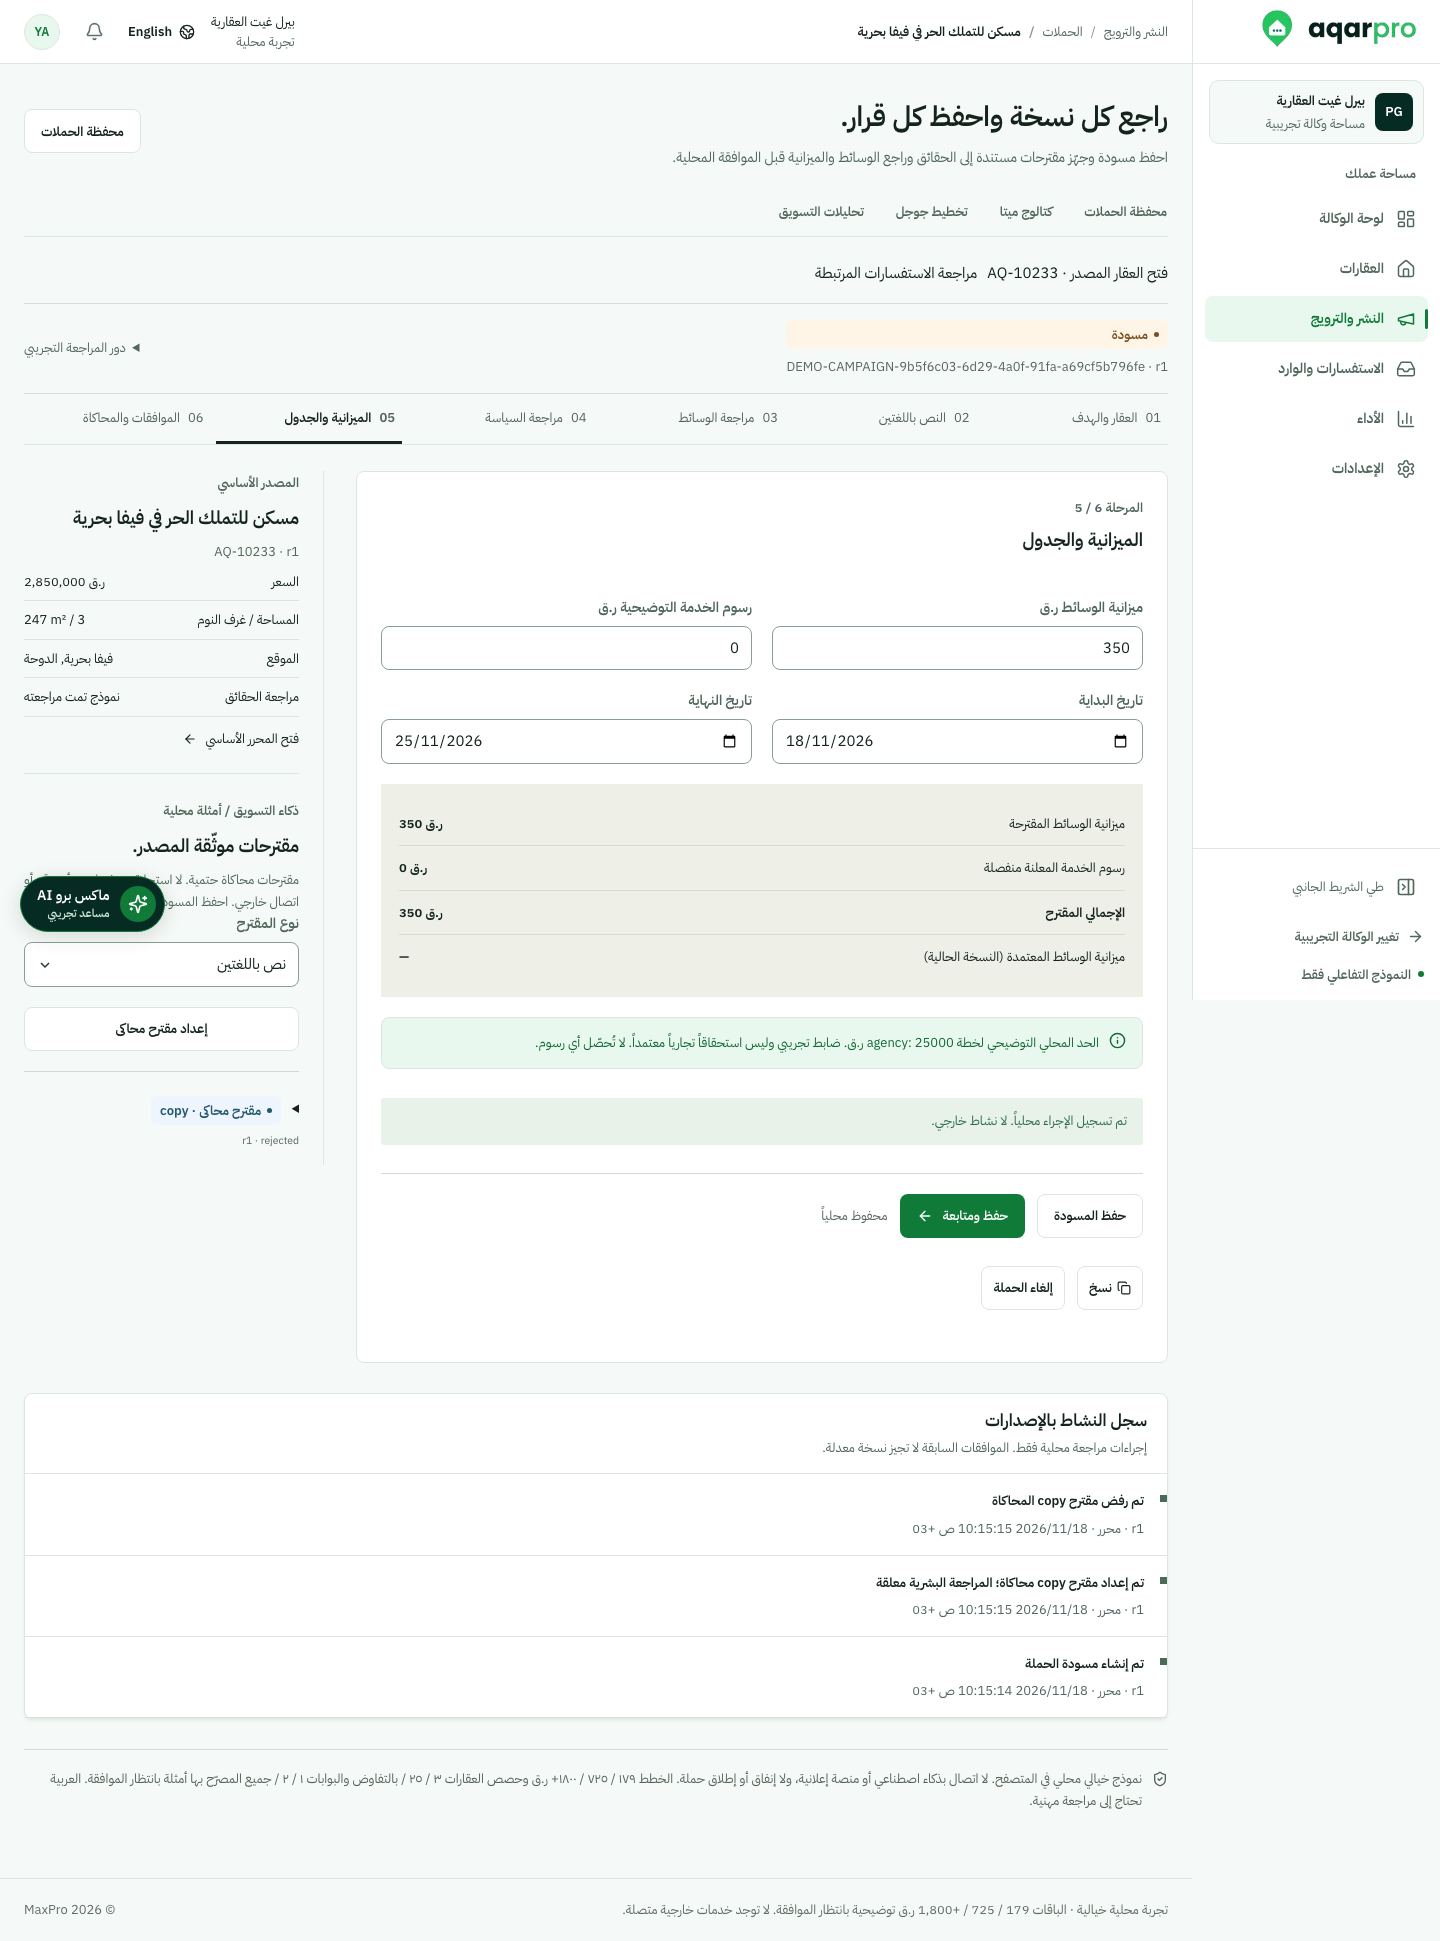 aqarpro
النشر والترويج / الحملات / مسكن للتملك الحر في فيفا بحرية
بيرل غيت العقارية
تجربة محلية
English
YA
PG
بيرل غيت العقارية
مساحة وكالة تجريبية
مساحة عملك
لوحة الوكالة
العقارات
النشر والترويج
الاستفسارات والوارد
الأداء
الإعدادات
طي الشريط الجانبي
تغيير الوكالة التجريبية
النموذج التفاعلي فقط
راجع كل نسخة واحفظ كل قرار.
احفظ مسودة وجهّز مقترحات مستندة إلى الحقائق وراجع الوسائط والميزانية قبل الموافقة المحلية.
محفظة الحملات
محفظة الحملات
كتالوج ميتا
تخطيط جوجل
تحليلات التسويق
فتح العقار المصدر · AQ-10233
مراجعة الاستفسارات المرتبطة
مسودة
DEMO-CAMPAIGN-9b5f6c03-6d29-4a0f-91fa-a69cf5b796fe · r1
دور المراجعة التجريبي
01 العقار والهدف
02 النص باللغتين
03 مراجعة الوسائط
04 مراجعة السياسة
05 الميزانية والجدول
06 الموافقات والمحاكاة
المرحلة 6 / 5
الميزانية والجدول
ميزانية الوسائط ر.ق
350
رسوم الخدمة التوضيحية ر.ق
0
تاريخ البداية
18/11/2026
تاريخ النهاية
25/11/2026
ميزانية الوسائط المقترحة
350 ر.ق
رسوم الخدمة المعلنة منفصلة
0 ر.ق
الإجمالي المقترح
350 ر.ق
ميزانية الوسائط المعتمدة (النسخة الحالية)
—
الحد المحلي التوضيحي لخطة agency: 25000 ر.ق. ضابط تجريبي وليس استحقاقاً تجارياً معتمداً. لا تُحصّل أي رسوم.
تم تسجيل الإجراء محلياً. لا نشاط خارجي.
حفظ المسودة
حفظ ومتابعة
محفوظ محلياً
نسخ
إلغاء الحملة
المصدر الأساسي
مسكن للتملك الحر في فيفا بحرية
AQ-10233 · r1
السعر
2,850,000 ر.ق
المساحة / غرف النوم
247 m² / 3
الموقع
فيفا بحرية, الدوحة
مراجعة الحقائق
نموذج تمت مراجعته
فتح المحرر الأساسي
ذكاء التسويق / أمثلة محلية
مقترحات موثّقة المصدر.
مقترحات محاكاة حتمية. لا
أو
اتصال خارجي. احفظ
ماكس برو AI
مساعد تجريبي
نوع المقترح
نص باللغتين
إعداد مقترح محاكى
مقترح محاكى · copy
r1 · rejected
سجل النشاط بالإصدارات
إجراءات مراجعة محلية فقط. الموافقات السابقة لا تجيز نسخة معدلة.
تم رفض مقترح copy المحاكاة
r1 · محرر · 2026/11/18 10:15:15 ص +03
تم إعداد مقترح copy محاكاة؛ المراجعة البشرية معلقة
r1 · محرر · 2026/11/18 10:15:15 ص +03
تم إنشاء مسودة الحملة
r1 · محرر · 2026/11/18 10:15:14 ص +03
نموذج خيالي محلي في المتصفح. لا اتصال بذكاء اصطناعي أو منصة إعلانية، ولا إنفاق أو إطلاق حملة. الخطط ١٧٩ / ٧٢٥ / ١٨٠٠+ ر.ق وحصص العقارات ٣ / ٢٥ / بالتفاوض والبوابات ١ / ٢ / جميع المصرّح بها أمثلة بانتظار الموافقة. العربية
تحتاج إلى مراجعة مهنية.
تجربة محلية خيالية · الباقات 179 / 725 / 1,800+ ر.ق توضيحية بانتظار الموافقة. لا توجد خدمات خارجية متصلة.
© 2026 MaxPro